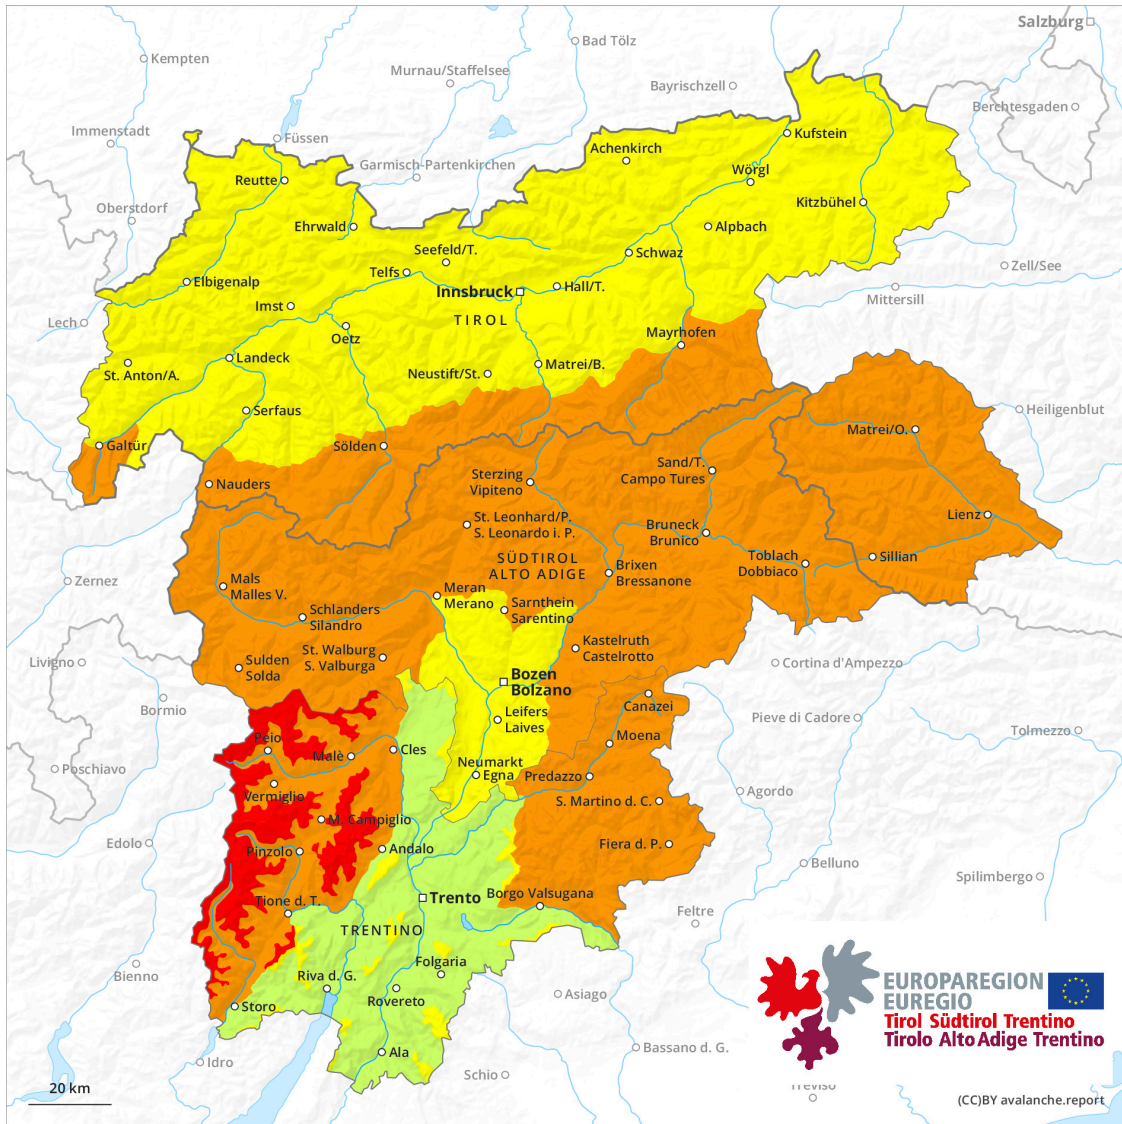 Salzburg
Bad Tölz
Kempten
Murnau/Staffelsee
Bayrischzell
Berchtesgaden
Immenstadt
Füssen
Kufstein
Achenkirch
Garmisch-Partenkirchen
Wörgl
Reutte
Kitzbühel
Oberstdorf
Ehrwald
Alpbach
Seefeld/T.
Schwaz
Zell/See
Telfs
Elbigenalp
Hall/T.
Innsbruck
Mittersill
Imst
TIROL
Lech
Mayrhofen
Oetz
Landeck
Matrei/B.
St. Anton/A.
Neustift/St.
Serfaus
Heiligenblut
Matrei/O.
Galtür
Sölden
Sand/T.
Campo Tures
Sterzing
Vipiteno
Nauders
Lienz
St. Leonhard/P.
S. Leonardo i. P.
Bruneck
Brunico
SÜDTIROL
ALTO ADIGE
Toblach
Dobbiaco
Sillian
Brixen
Bressanone
Zernez
Mals
Malles V.
Meran
Merano
Sarnthein
Sarentino
Schlanders
Silandro
Kastelruth
Castelrotto
St. Walburg
S. Valburga
Livigno
Sulden
Solda
Cortina d'Ampezzo
Bozen
Bolzano
Bormio
Canazei
Leifers
Laives
Pieve di Cadore
Tolmezzo
Peio
Moena
Cles
Malè
Neumarkt
Egna
Poschiavo
Predazzo
Vermiglio
Agordo
S. Martino d. C.
M. Campiglio
Edolo
Fiera d. P.
Pinzolo
Andalo
Belluno
Spilimbergo
Trento
Borgo Valsugana
Tione d. T.
Feltre
TRENTINO
Folgaria
Bienno
Riva d. G.
Rovereto
Asiago
Storo
EUROPAREGION
EUREGIO
Tirol Südtirol Trentino
Tirolo Alto Adige Trentino
Ala
Bassano d. G.
Idro
Schio
Treviso
20 km
(CC)BY avalanche.report